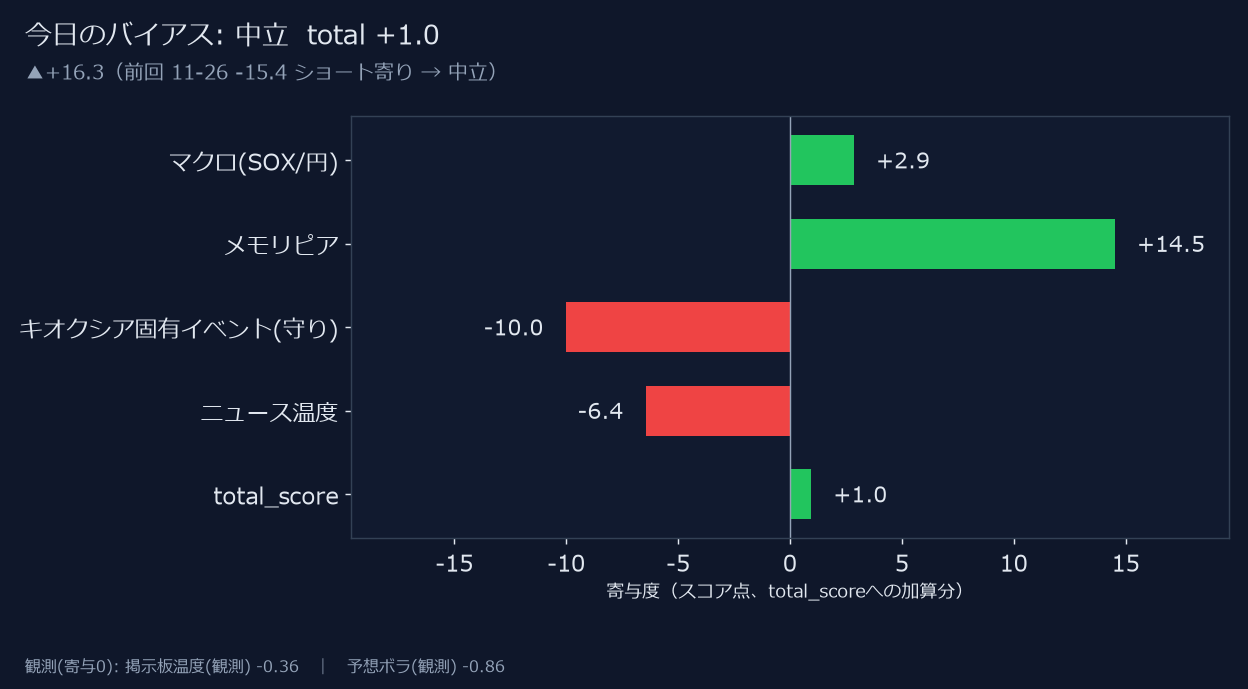 今日のバイアス: 中立  total +1.0
▲+16.3（前回 11-26 -15.4 ショート寄り → 中立）
マクロ(SOX/円)
+2.9
メモリピア
+14.5
キオクシア固有イベント(守り)
-10.0
ニュース温度
-6.4
total_score
+1.0
-15 -10 -5 0 5 10 15
寄与度（スコア点、total_scoreへの加算分）
観測(寄与0): 掲示板温度(観測) -0.36 ｜ 予想ボラ(観測) -0.86